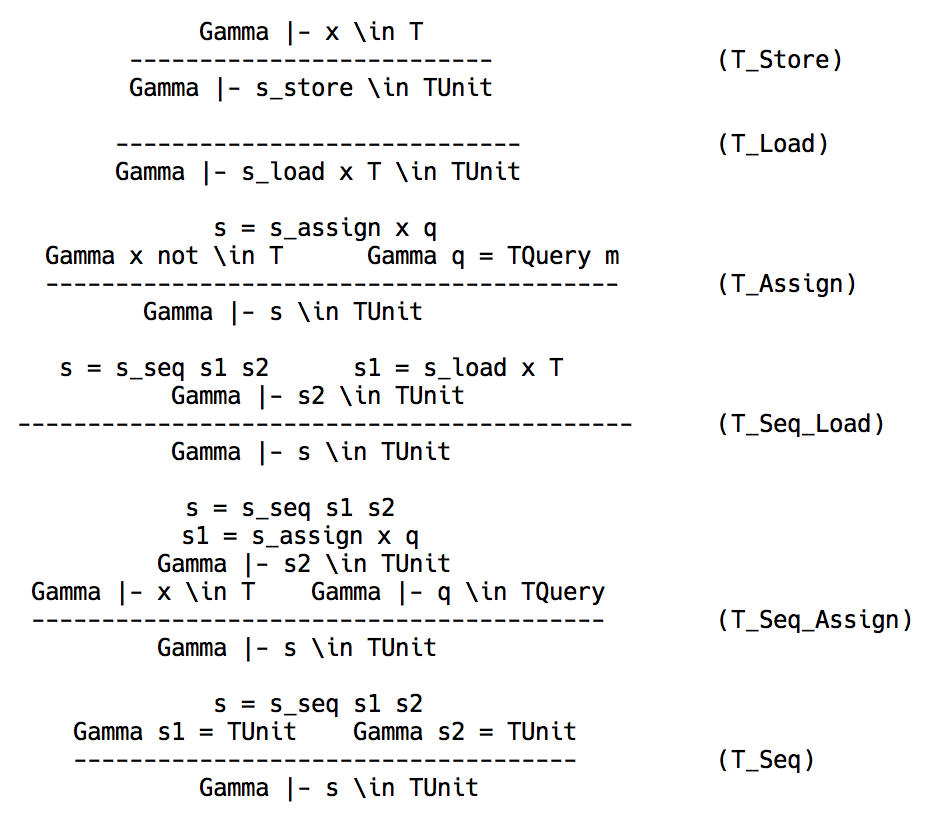 Gamma |- x \in T
-------------------------- (T_Store)
Gamma |- s_store \in TUnit
----------------------------- (T_Load)
Gamma |- s_load x T \in TUnit
s = s_assign x q
Gamma x not \in T Gamma q = TQuery m
----------------------------------------- (T_Assign)
Gamma |- s \in TUnit
s = s_seq s1 s2 s1 = s_load x T
Gamma |- s2 \in TUnit
-------------------------------------------- (T_Seq_Load)
Gamma |- s \in TUnit
s = s_seq s1 s2
s1 = s_assign x q
Gamma |- s2 \in TUnit
Gamma |- x \in T Gamma |- q \in TQuery
----------------------------------------- (T_Seq_Assign)
Gamma |- s \in TUnit
s = s_seq s1 s2
Gamma s1 = TUnit Gamma s2 = TUnit
------------------------------------ (T_Seq)
Gamma |- s \in TUnit